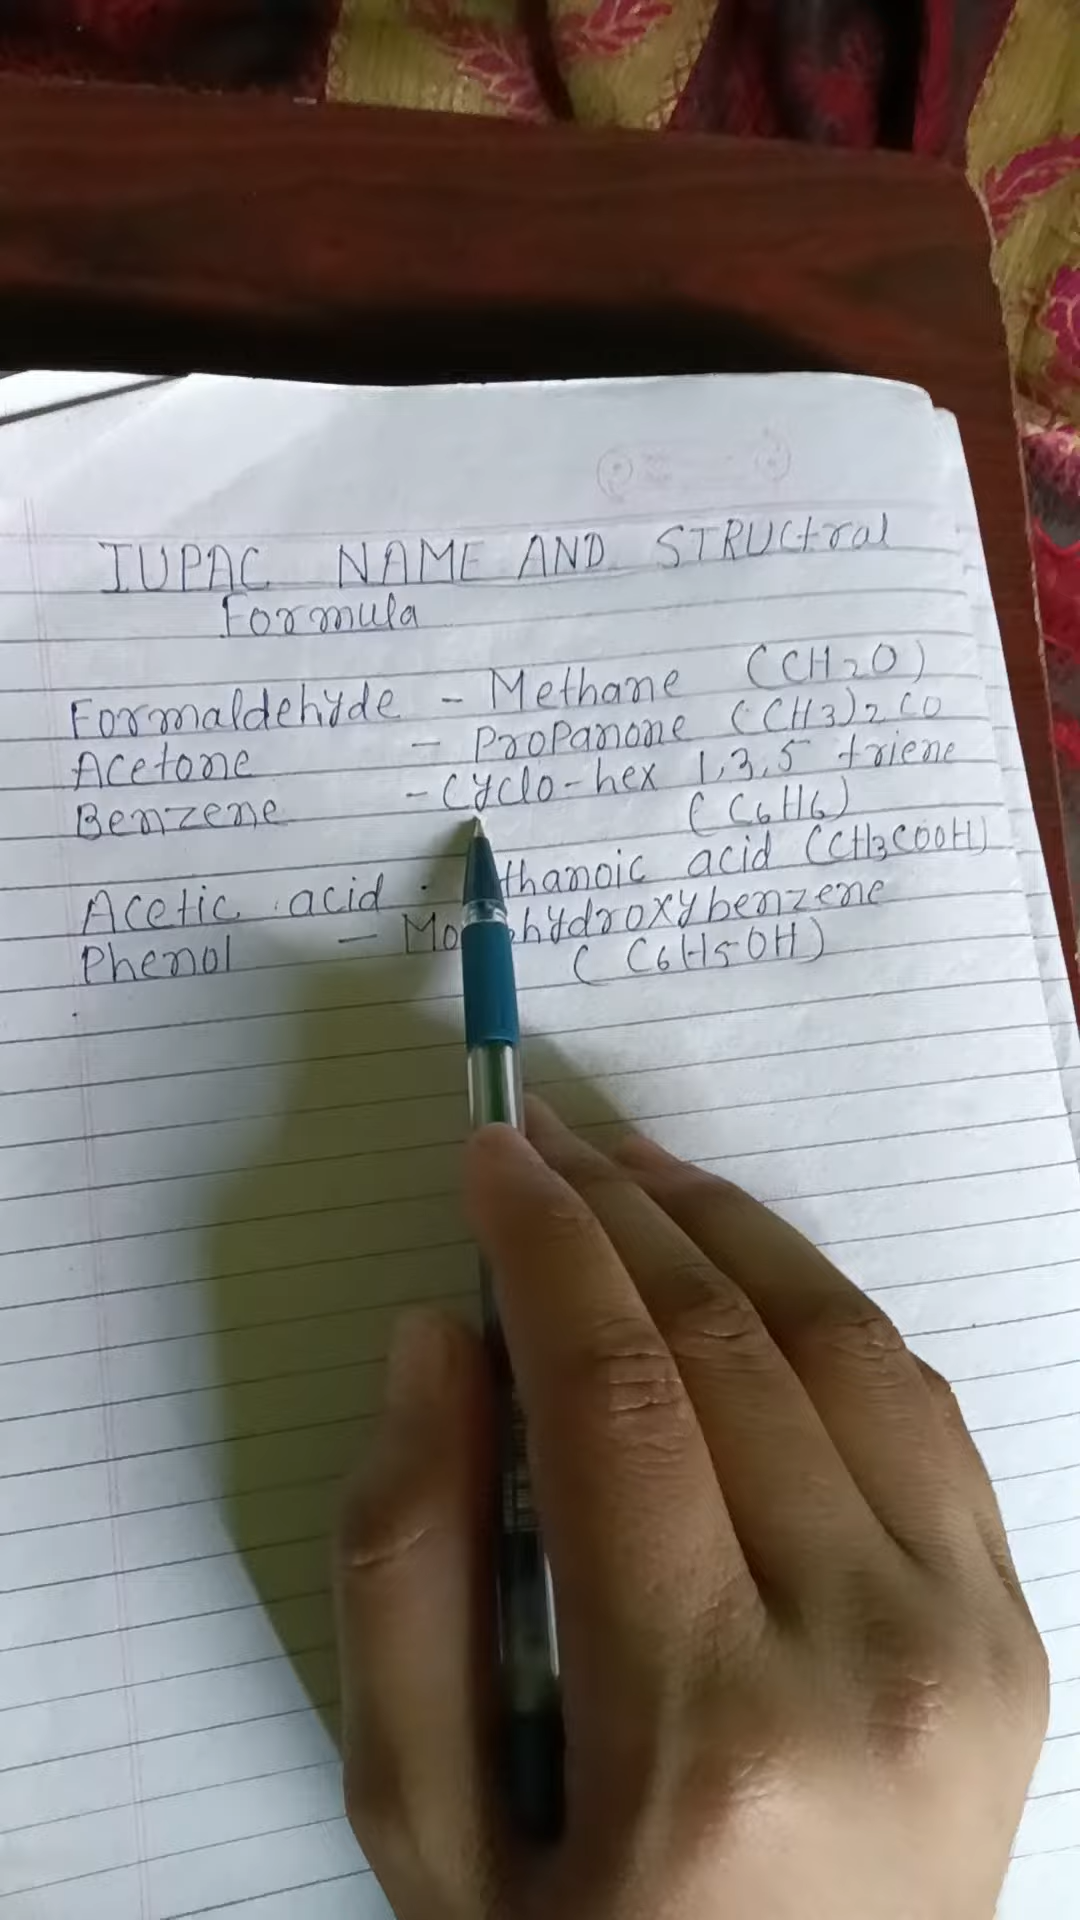 IUPAC NAME AND STRUCtral
Formula
Formaldehyde - Methane (CH2O)
Acetone - Propanone (CH3)2CO
Benzene - Cyclo-hex 1,3,5 triene
(C6H6)
Acetic acid thanoic acid (CH3COOH)
Phenol - Mo hydroxybenzene
(C6H5OH)